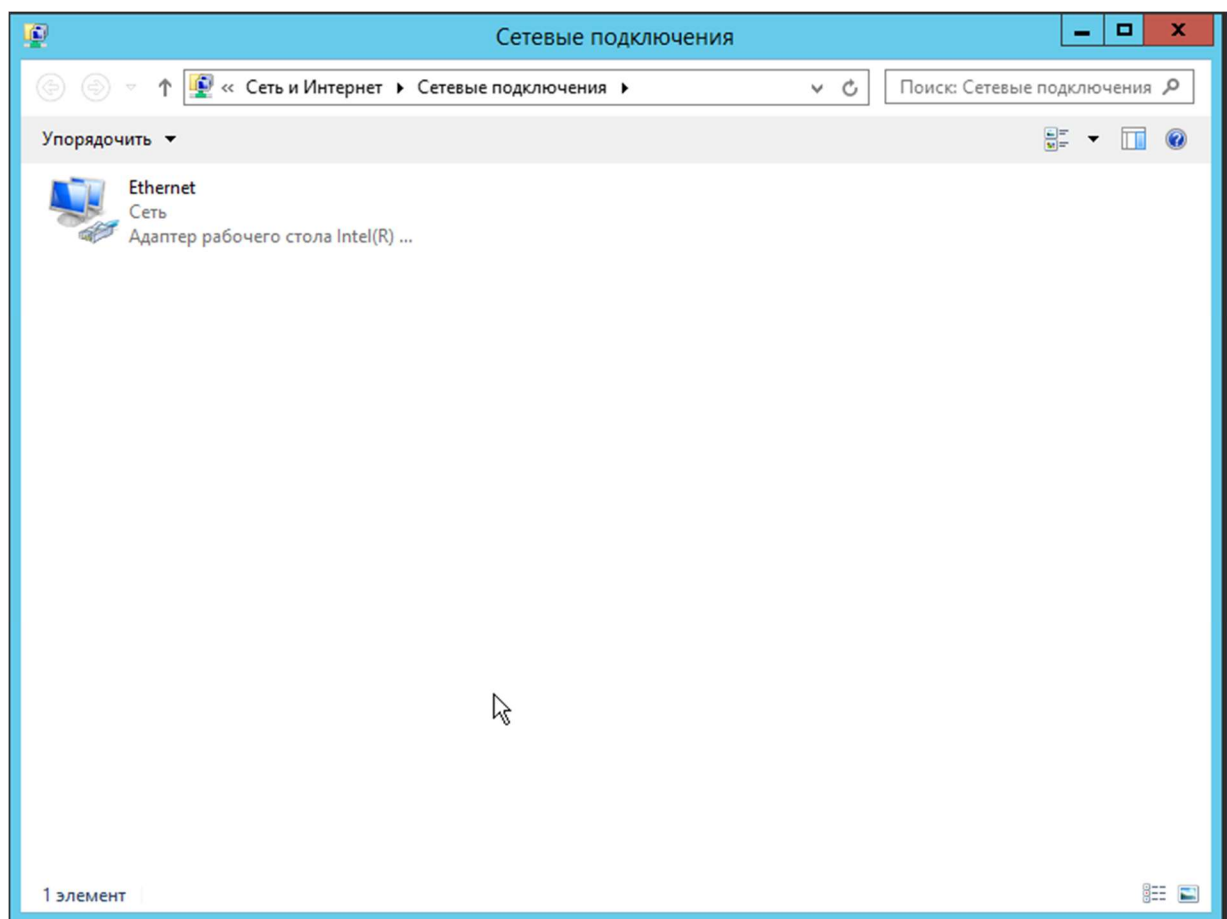 Сетевые подключения
« Сеть и Интернет Сетевые подключения
Поиск: Сетевые подключения
Упорядочить
Ethernet
Сеть
Адаптер рабочего стола Intel(R) ...
1 элемент